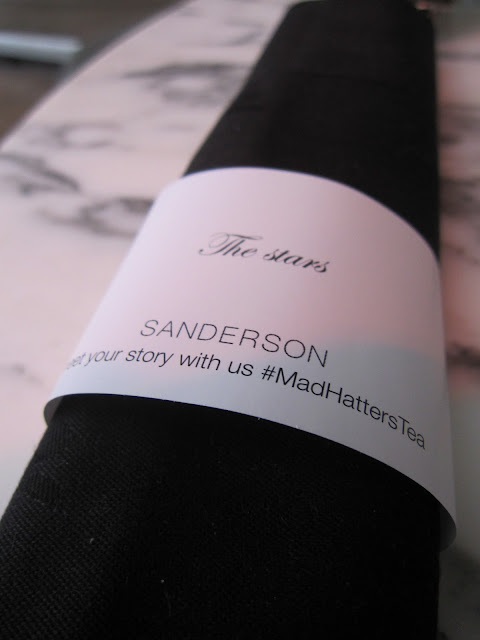 The stars
SANDERSON
your story with us #MadHattersTea